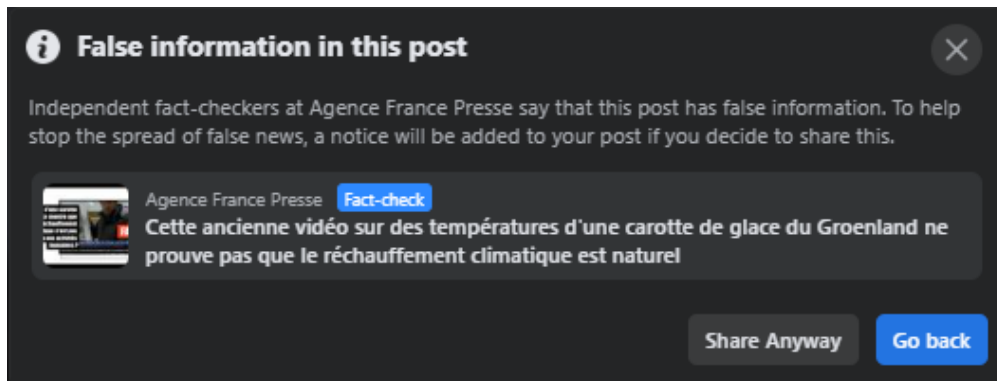 False information in this post
Independent fact-checkers at Agence France Presse say that this post has false information. To help
stop the spread of false news, a notice will be added to your post if you decide to share this.
Agence France Presse Fact-check
Cette ancienne vidéo sur des températures d'une carotte de glace du Groenland ne
prouve pas que le réchauffement climatique est naturel
Share Anyway Go back